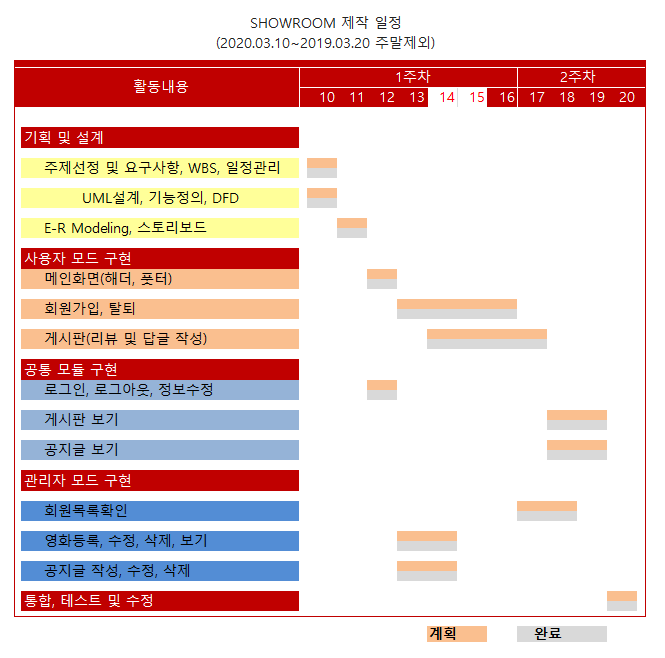 SHOWROOM 제작 일정
(2020.03.10~2019.03.20 주말제외)
활동내용
1주차 2주차
10 11 12 13 14 15 16 17 18 19 20
기획 및 설계
주제선정 및 요구사항, WBS, 일정관리
UML설계, 기능정의, DFD
E-R Modeling, 스토리보드
사용자 모드 구현
메인화면(해더, 풋터)
회원가입, 탈퇴
게시판(리뷰 및 답글 작성)
공통 모듈 구현
로그인, 로그아웃, 정보수정
게시판 보기
공지글 보기
관리자 모드 구현
회원목록확인
영화등록, 수정, 삭제, 보기
공지글 작성, 수정, 삭제
통합, 테스트 및 수정
계획 완료